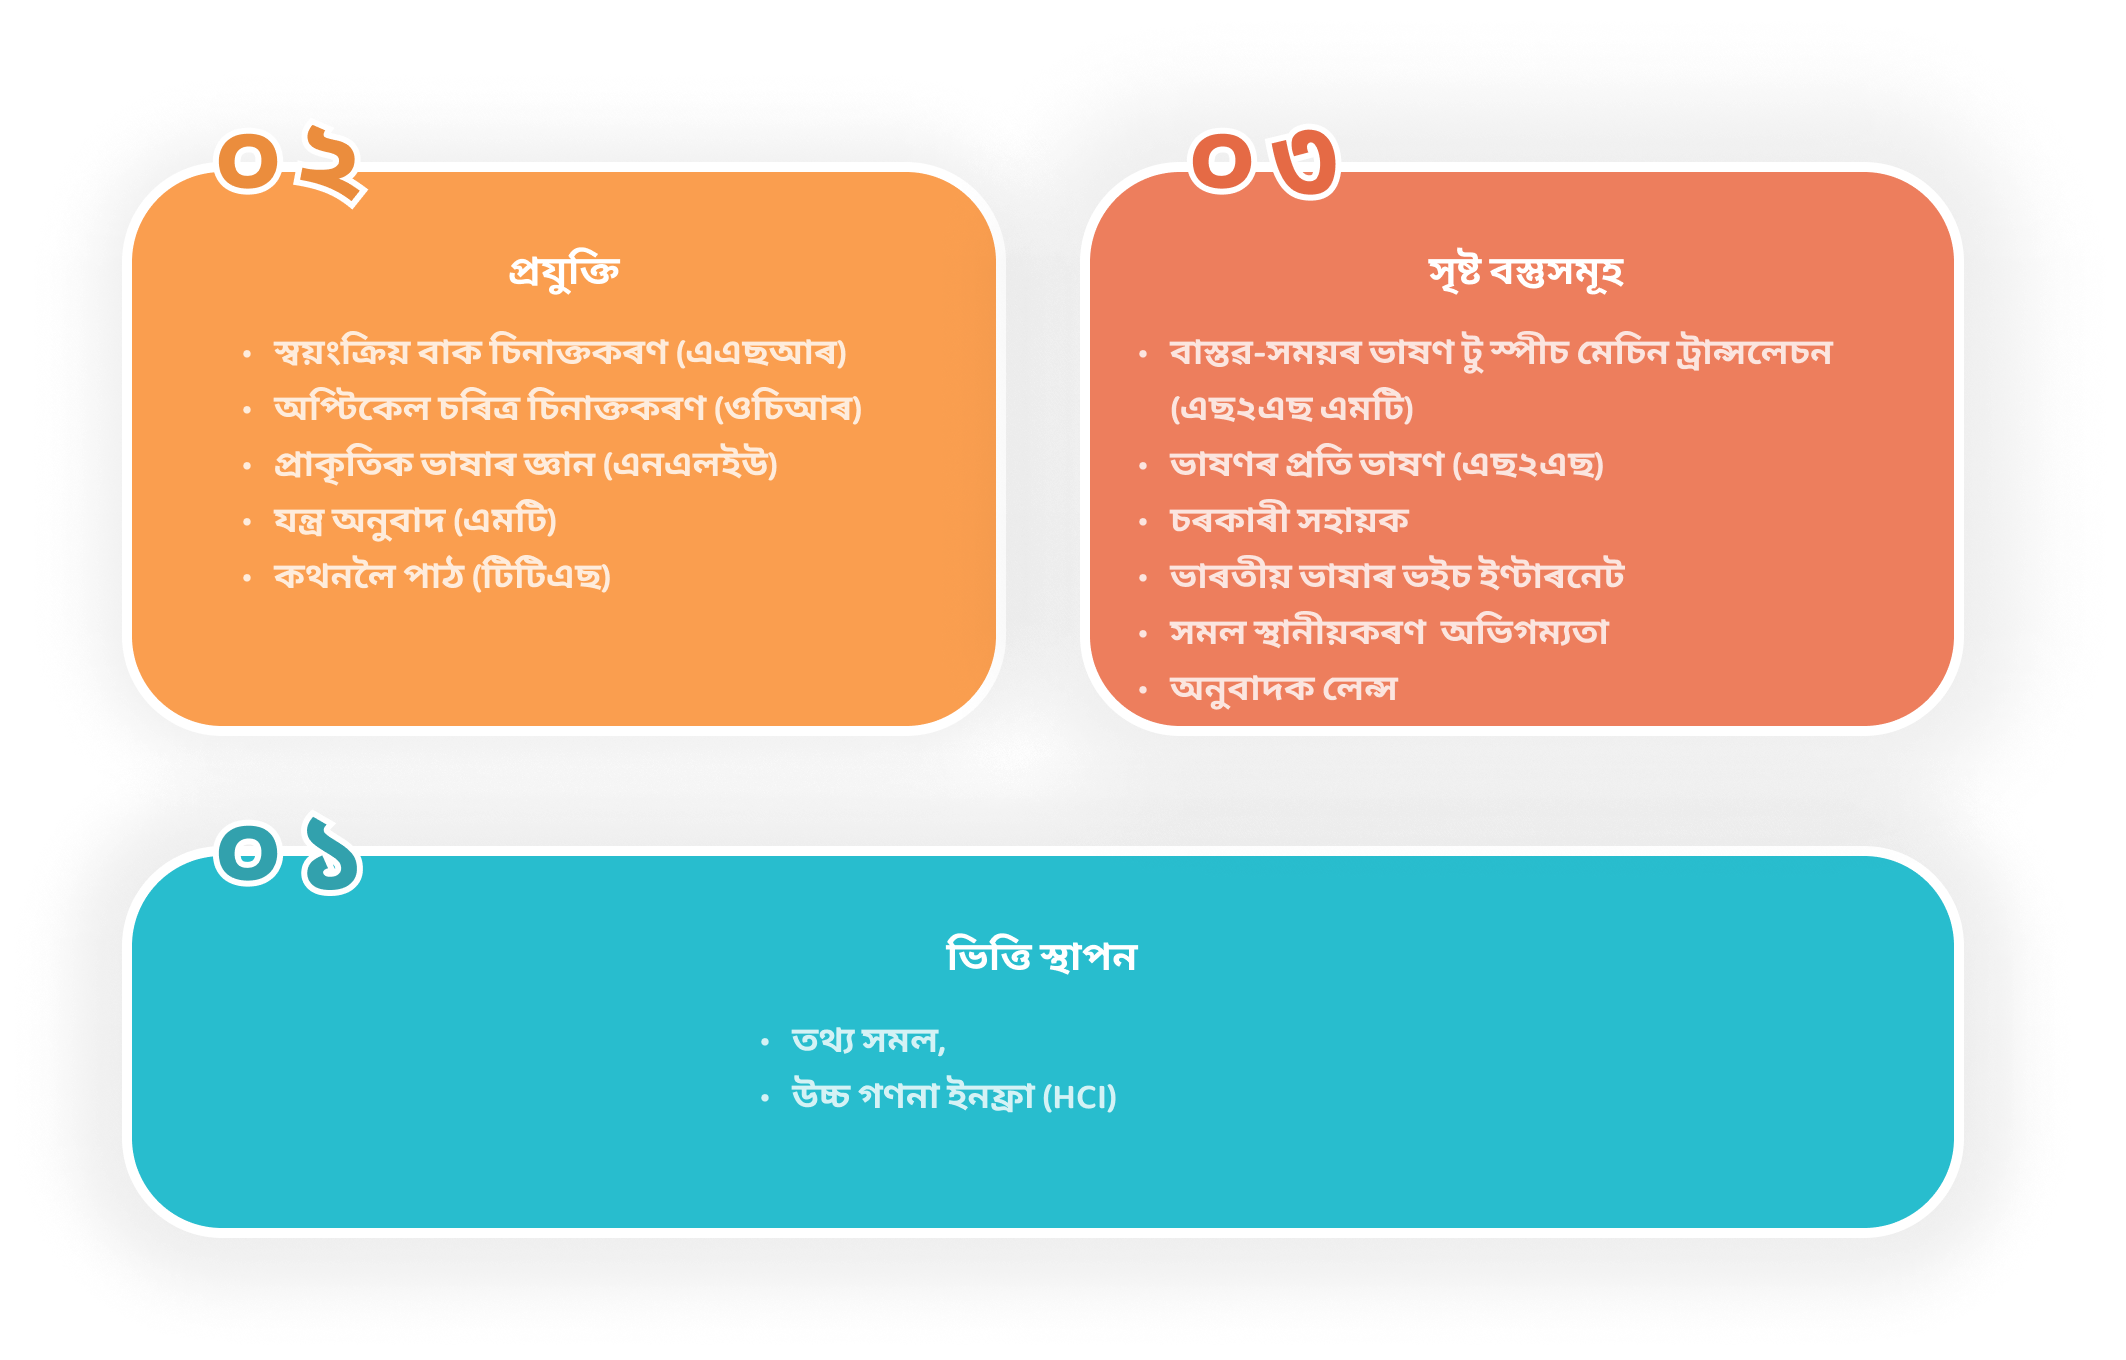 ০২
প্ৰযুক্তি
• স্বয়ংক্ৰিয় বাক চিনাক্তকৰণ (এএছআৰ)
• অপ্টিকেল চৰিত্ৰ চিনাক্তকৰণ (ওচিআৰ)
• প্ৰাকৃতিক ভাষাৰ জ্ঞান (এনএলইউ)
• যন্ত্ৰ অনুবাদ (এমটি)
• কথনলৈ পাঠ (টিটিএছ)
০৩
সৃষ্ট বস্তুসমূহ
• বাস্তৱ-সময়ৰ ভাষণ টু স্পীচ মেচিন ট্ৰান্সলেচন
(এছ২এছ এমটি)
• ভাষণৰ প্ৰতি ভাষণ (এছ২এছ)
• চৰকাৰী সহায়ক
• ভাৰতীয় ভাষাৰ ভইচ ইণ্টাৰনেট
• সমল স্থানীয়কৰণ অভিগম্যতা
• অনুবাদক লেন্স
০১
ভিত্তি স্থাপন
• তথ্য সমল,
• উচ্চ গণনা ইনফ্ৰা (HCI)